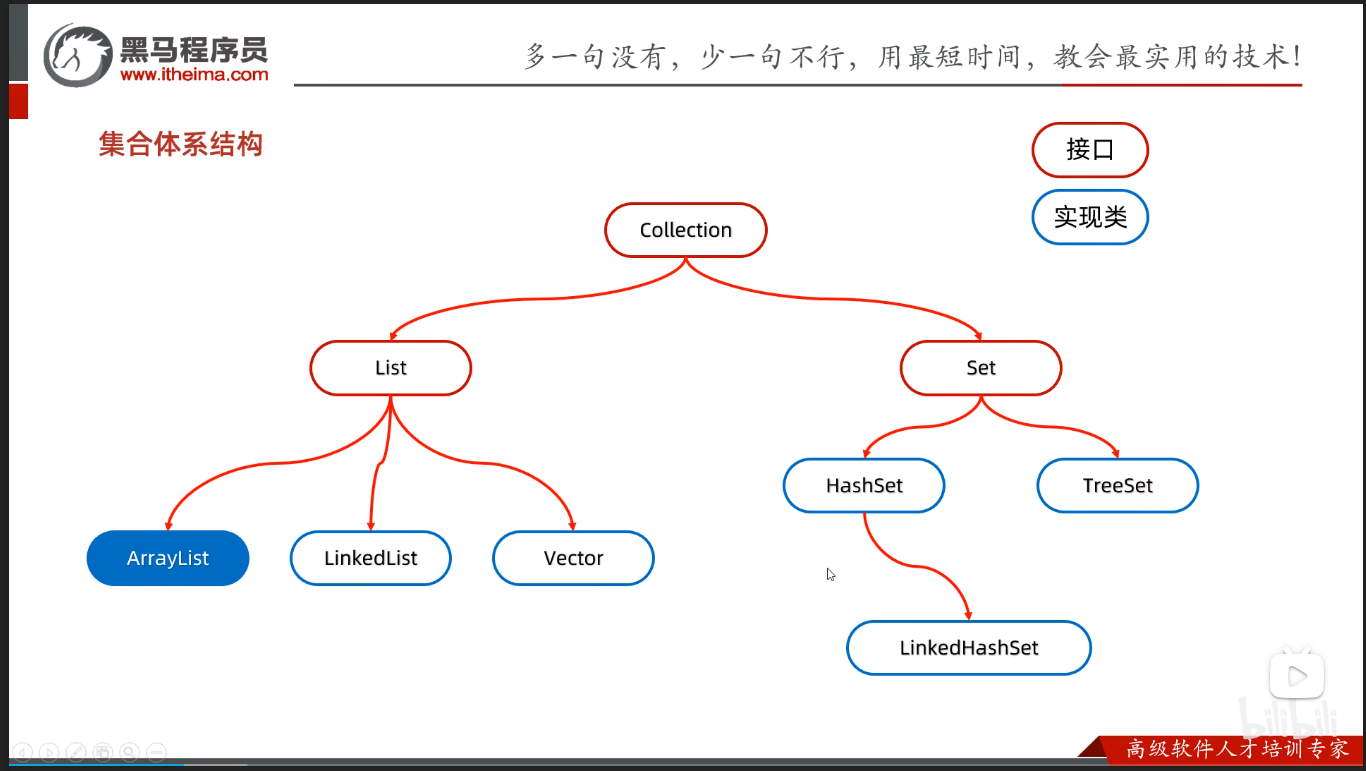 黑马程序员
www.itheima.com
多一句没有，少一句不行，用最短时间，教会最实用的技术！
集合体系结构
接口
实现类
Collection
List
Set
HashSet
TreeSet
ArrayList
LinkedList
Vector
LinkedHashSet
bilibili
高级软件人才培训专家